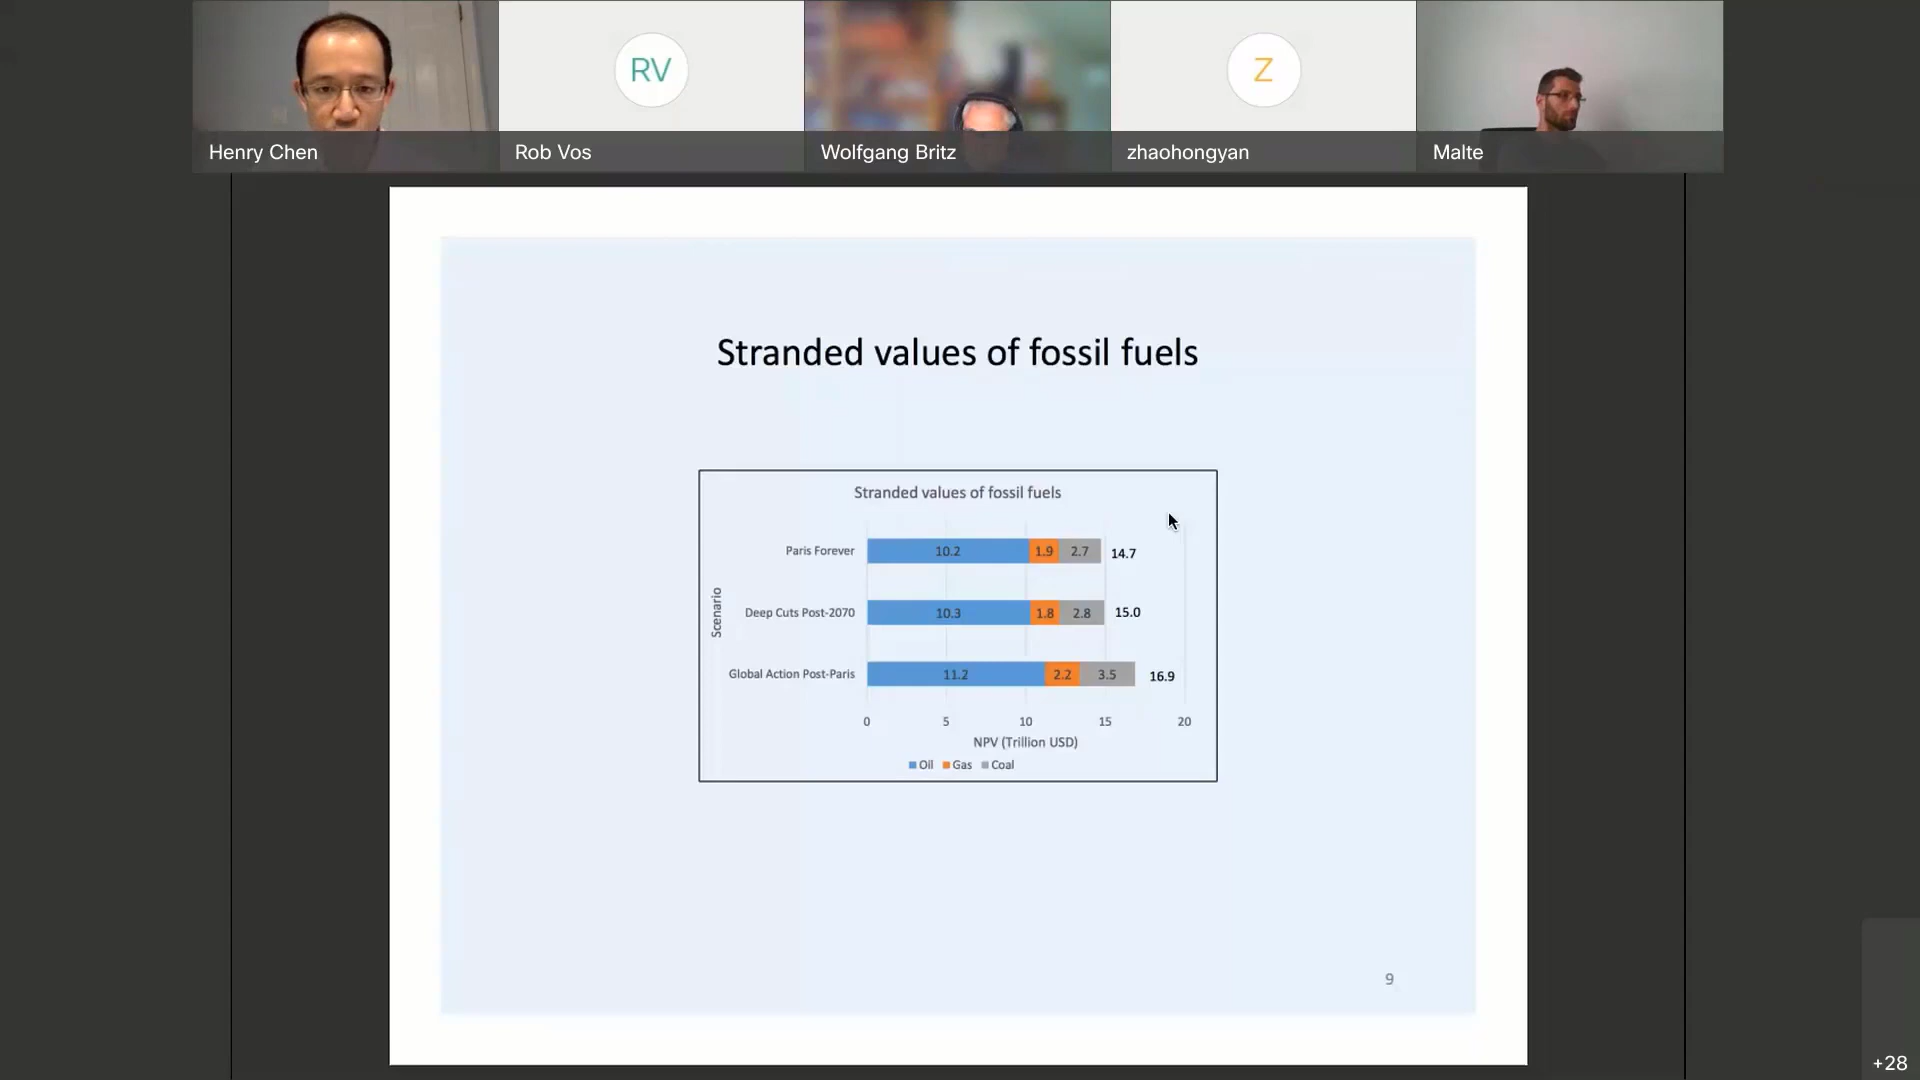 RV
Z
Henry Chen
Rob Vos
Wolfgang Britz
zhaohongyan
Malte
Stranded values of fossil fuels
Stranded values of fossil fuels
Paris Forever 10.2 1.9 2.7 14.7
Scenario
Deep Cuts Post-2070 10.3 1.8 2.8 15.0
Global Action Post-Paris 11.2 2.2 3.5 16.9
0 5 10 15 20
NPV (Trillion USD)
Oil Gas Coal
9
+28